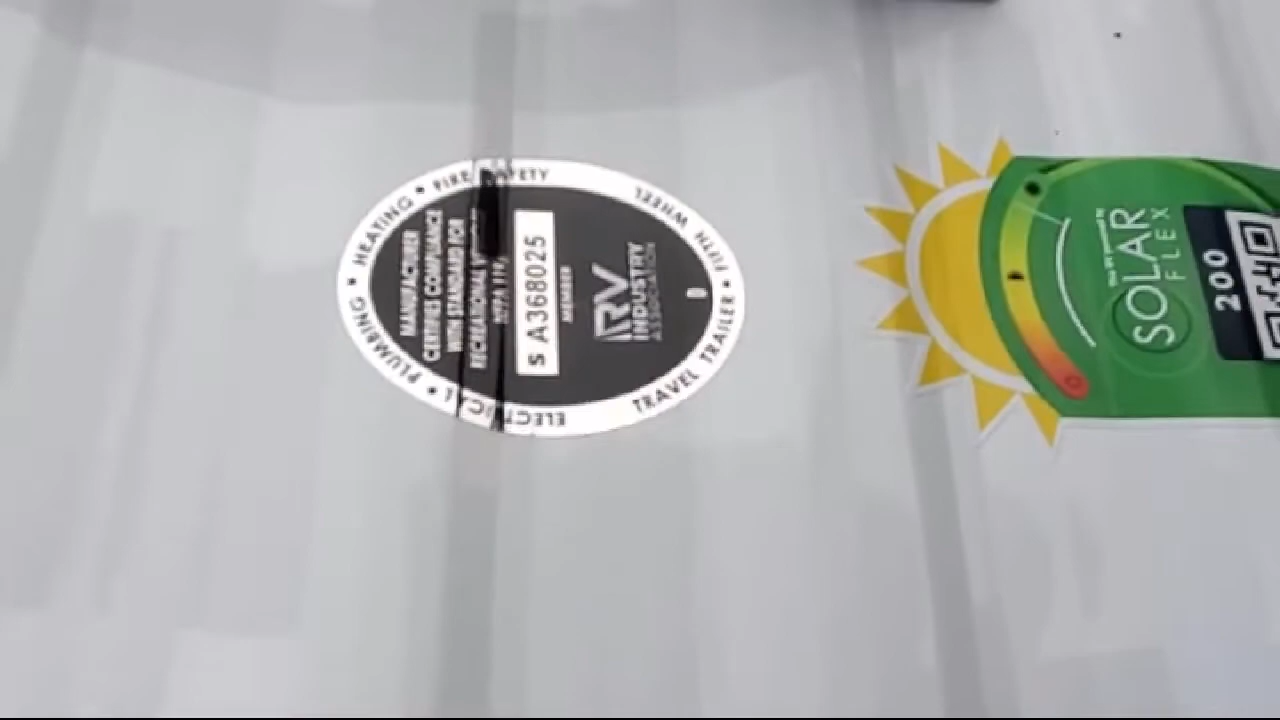 HEATING • FIRE SAFETY
MANUFACTURER
CERTIFIES COMPLIANCE
WITH STANDARD FOR
RECREATIONAL
S A368025
MEMBER
RV
INDUSTRY
ASSOCIATION
FIFTH WHEEL
TRAVEL TRAILER
PLUMBING • ELECTRICAL
SOLAR
FLEX
200